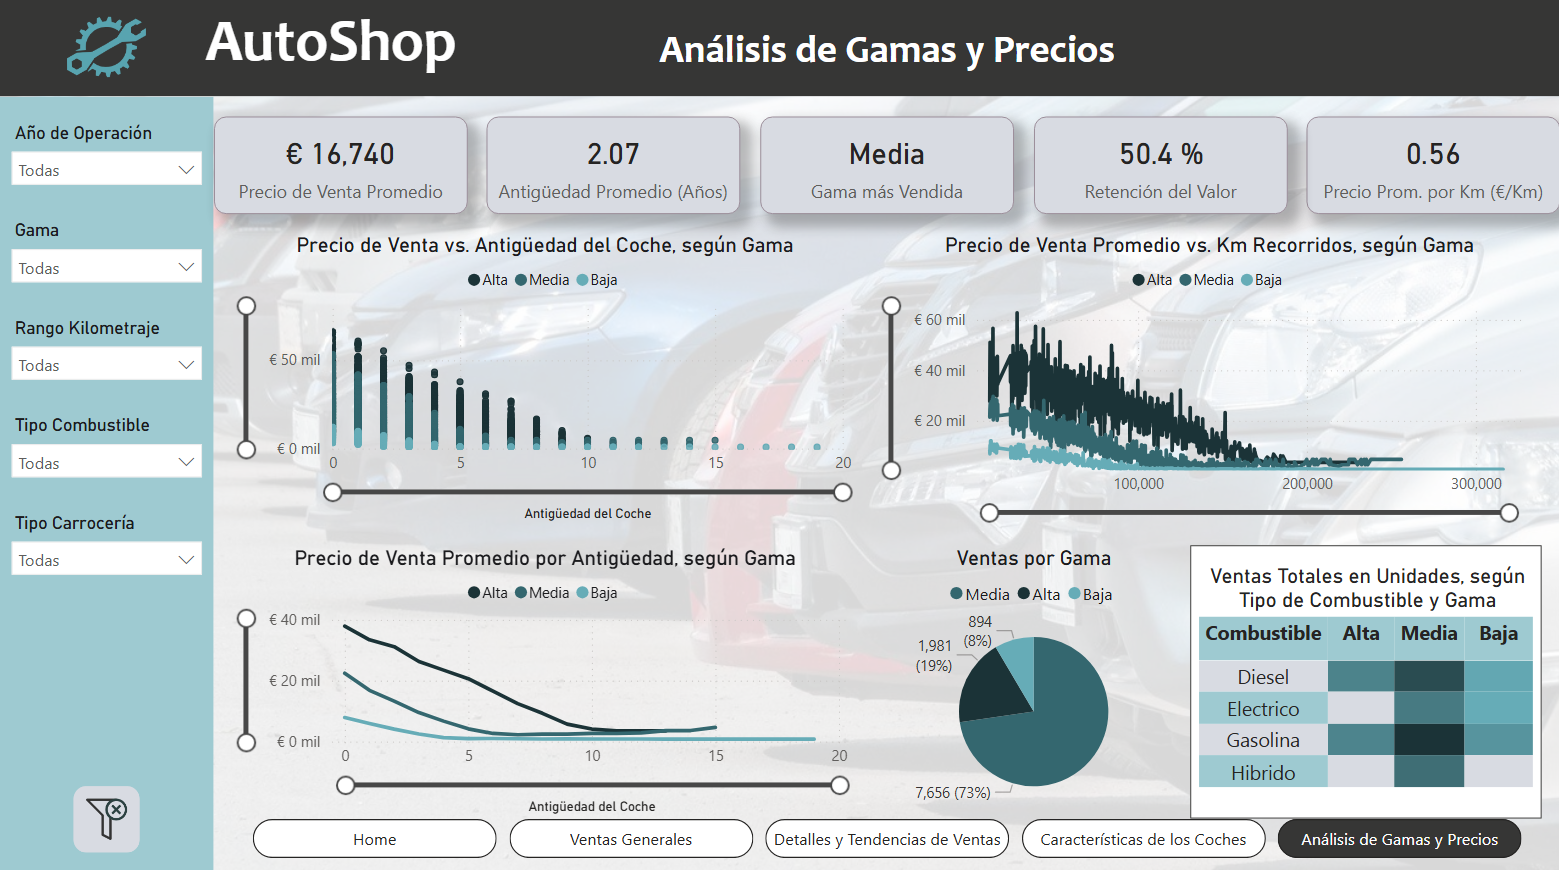 AutoShop
Análisis de Gamas y Precios
Año de Operación
Todas
Gama
Todas
Rango Kilometraje
Todas
Tipo Combustible
Todas
Tipo Carrocería
Todas
€ 16,740
Precio de Venta Promedio
2.07
Antigüedad Promedio (Años)
Media
Gama más Vendida
50.4 %
Retención del Valor
0.56
Precio Prom. por Km (€/Km)
Precio de Venta vs. Antigüedad del Coche, según Gama
Alta Media Baja
€ 50 mil
€ 0 mil
0 5 10 15 20
Antigüedad del Coche
Precio de Venta Promedio vs. Km Recorridos, según Gama
Alta Media Baja
€ 60 mil
€ 40 mil
€ 20 mil
100,000 200,000 300,000
Precio de Venta Promedio por Antigüedad, según Gama
Alta Media Baja
€ 40 mil
€ 20 mil
€ 0 mil
0 5 10 15 20
Antigüedad del Coche
Ventas por Gama
Media Alta Baja
894
(8%)
1,981
(19%)
7,656 (73%)
Ventas Totales en Unidades, según
Tipo de Combustible y Gama
Combustible Alta Media Baja
Diesel
Electrico
Gasolina
Hibrido
Home
Ventas Generales
Detalles y Tendencias de Ventas
Características de los Coches
Análisis de Gamas y Precios